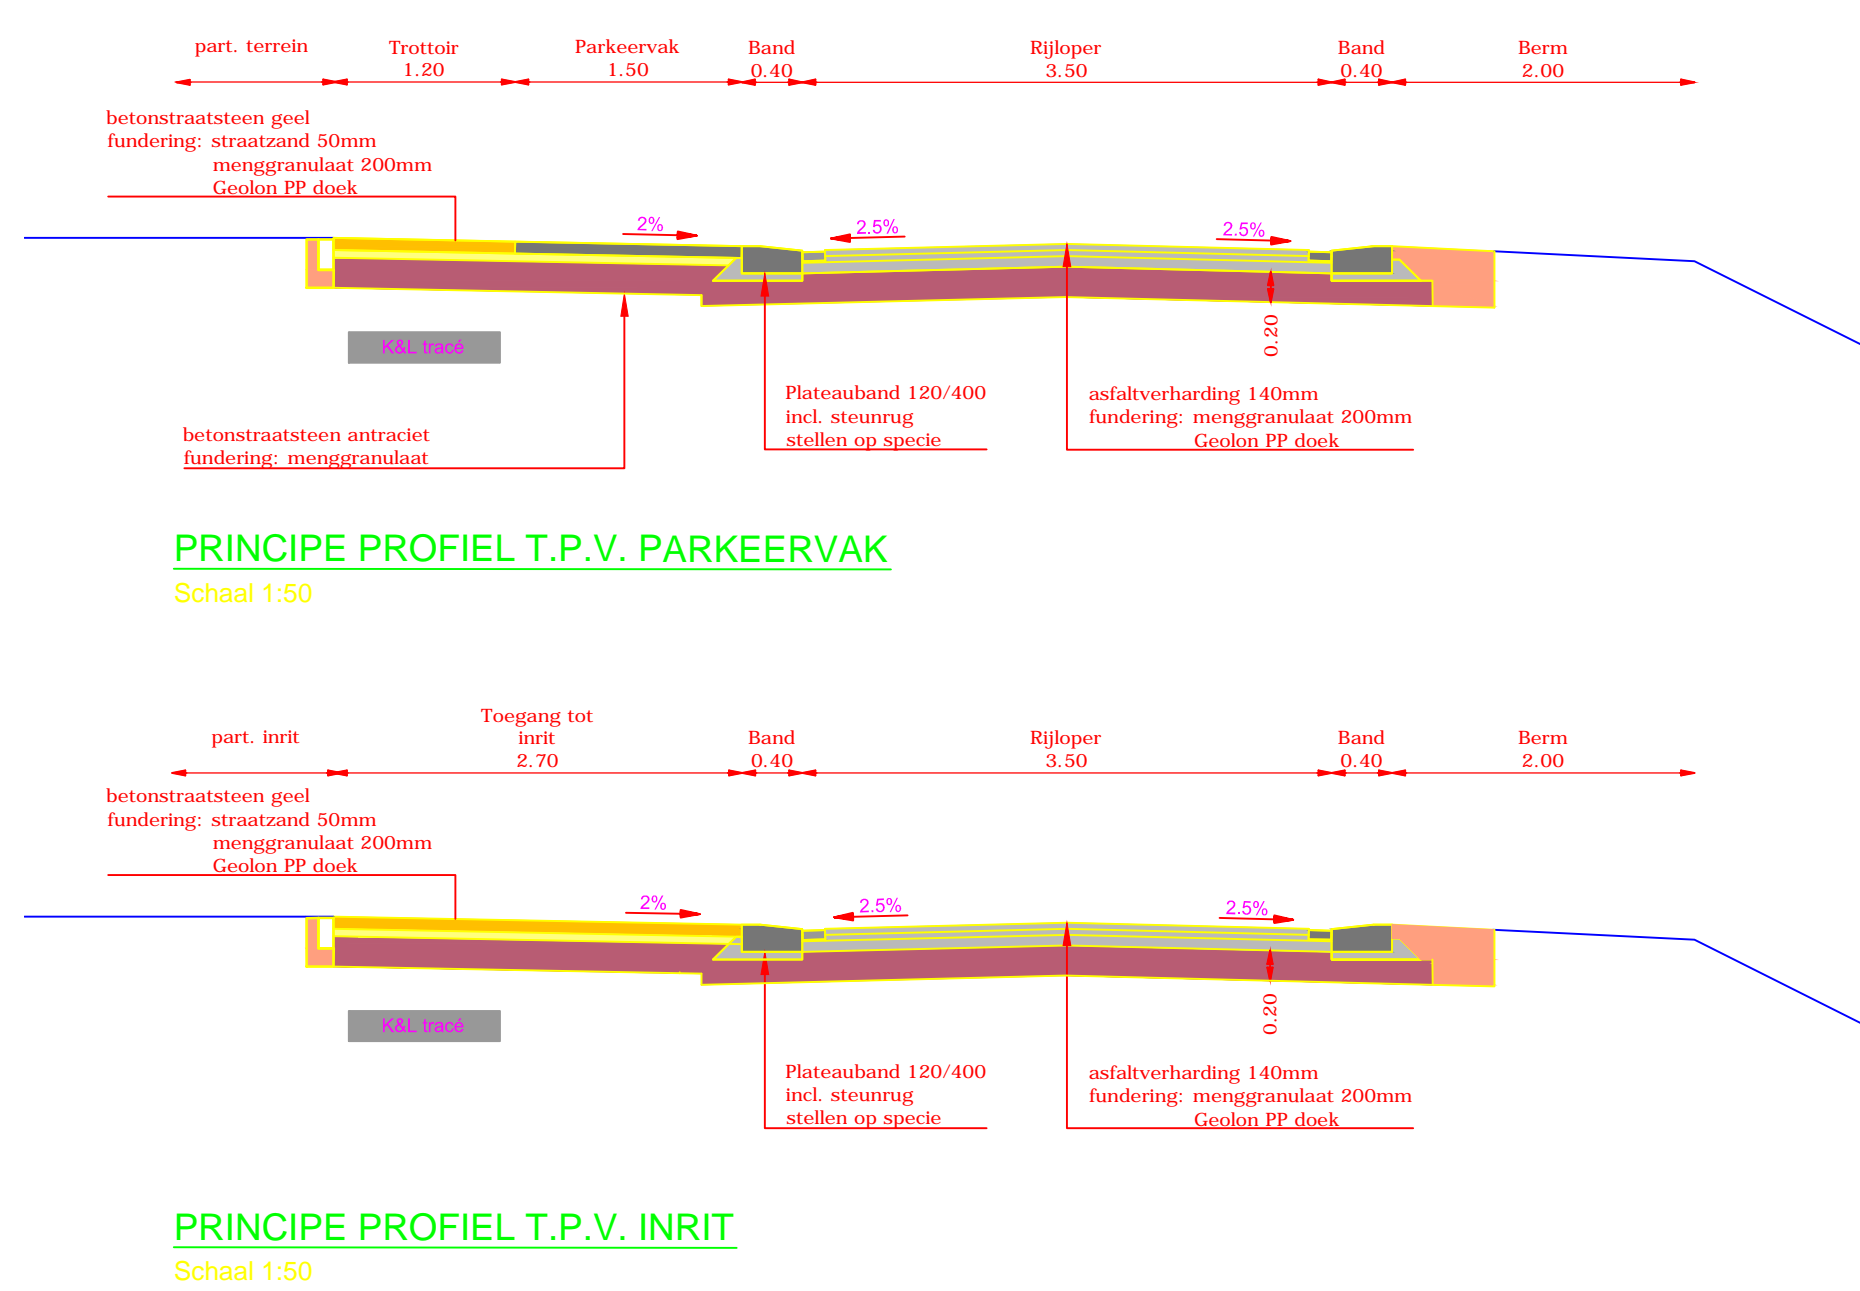 part. terrein
Trottoir
1.20
Parkeervak
1.50
Band
0.40
Rijloper
3.50
Band
0.40
Berm
2.00
betonstraatsteen geel
fundering: straatzand 50mm
menggranulaat 200mm
Geolon PP doek
2%
2.5%
2.5%
K&L tracé
0.20
betonstraatsteen antraciet
fundering: menggranulaat
Plateauband 120/400
incl. steunrug
stellen op specie
asfaltverharding 140mm
fundering: menggranulaat 200mm
Geolon PP doek
PRINCIPE PROFIEL T.P.V. PARKEERVAK
Schaal 1:50
part. inrit
Toegang tot
inrit
2.70
Band
0.40
Rijloper
3.50
Band
0.40
Berm
2.00
betonstraatsteen geel
fundering: straatzand 50mm
menggranulaat 200mm
Geolon PP doek
2%
2.5%
2.5%
K&L tracé
0.20
Plateauband 120/400
incl. steunrug
stellen op specie
asfaltverharding 140mm
fundering: menggranulaat 200mm
Geolon PP doek
PRINCIPE PROFIEL T.P.V. INRIT
Schaal 1:50